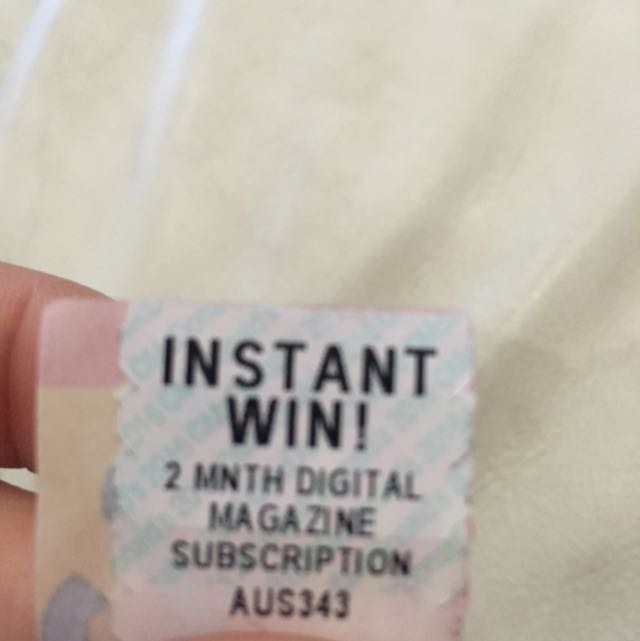 INSTANT
WIN!
2 MNTH DIGITAL
MAGAZINE
SUBSCRIPTION
AUS343